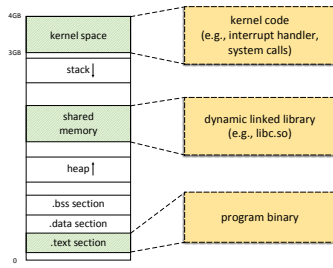 4GB
kernel space
3GB
stack
shared
memory
heap
.bss section
.data section
.text section
0
kernel code
(e.g., interrupt handler,
system calls)
dynamic linked library
(e.g., libc.so)
program binary